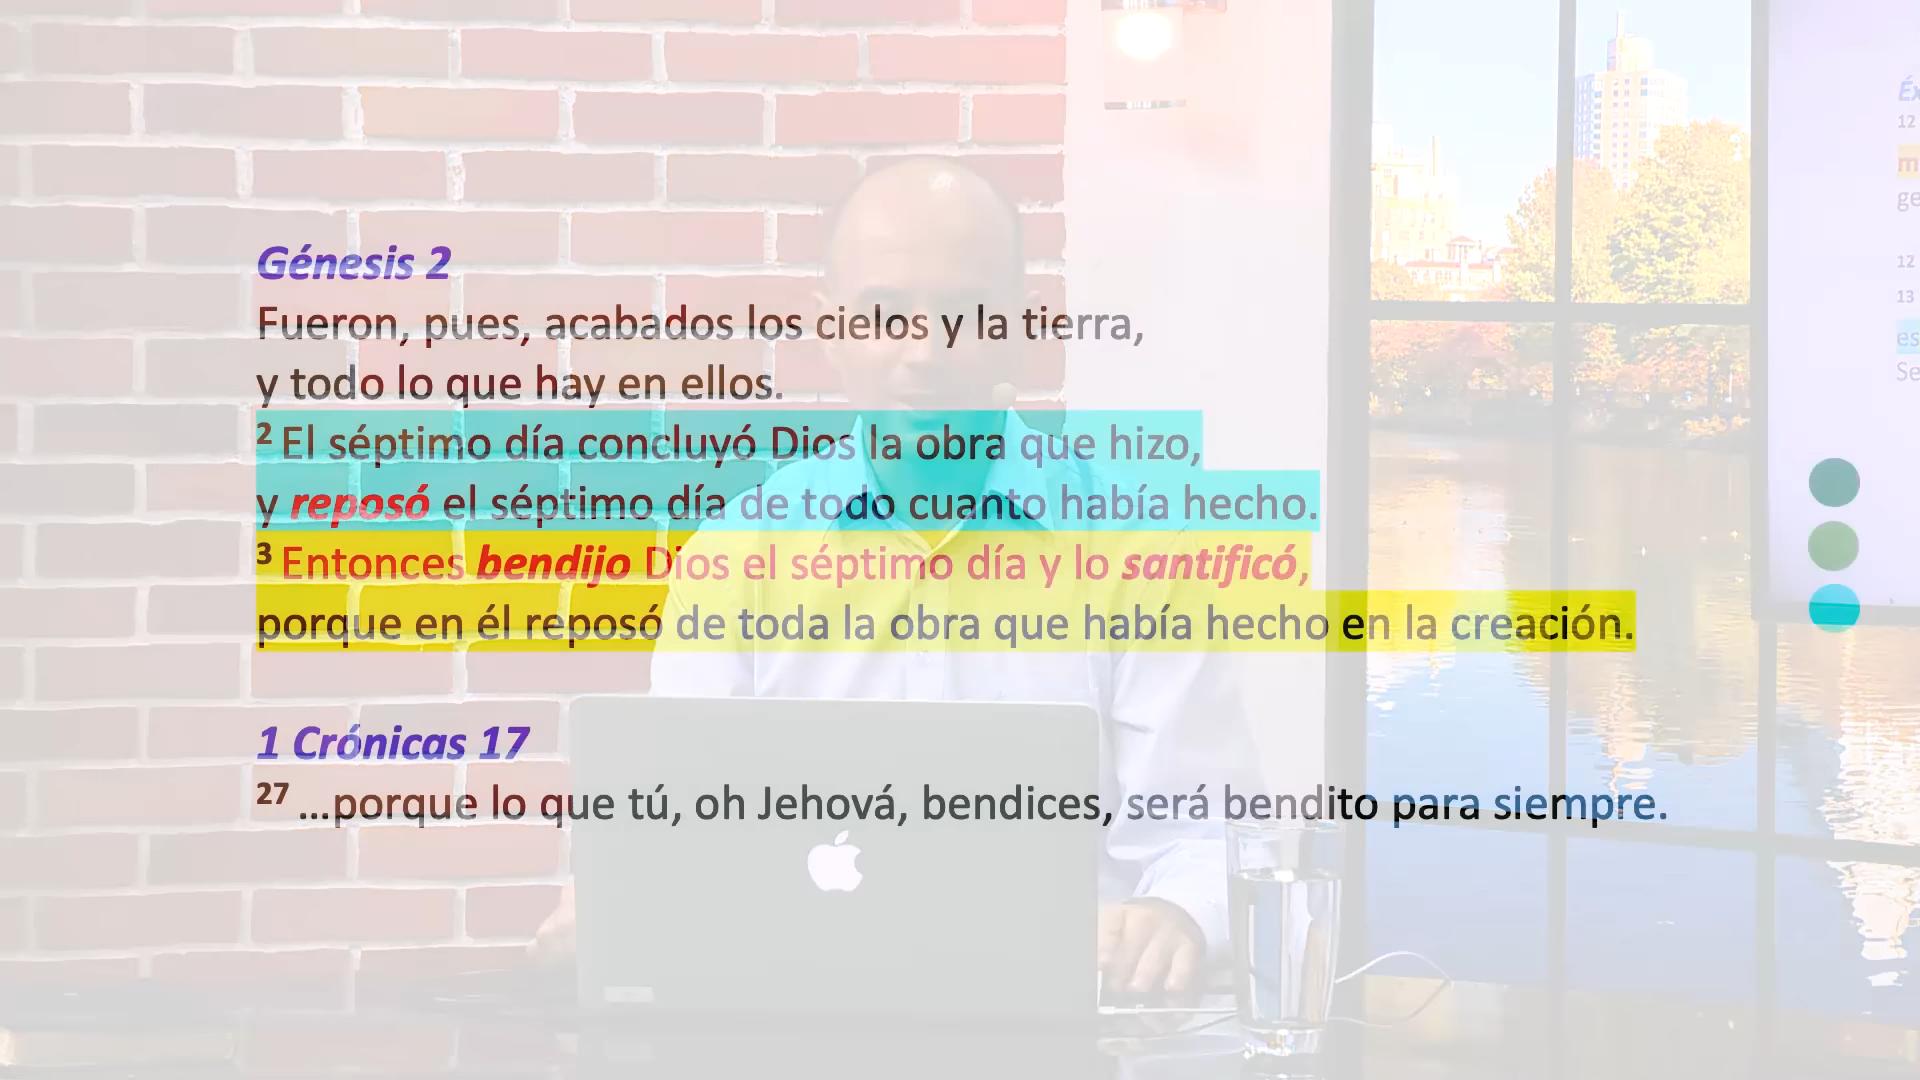 Génesis 2
Fueron, pues, acabados los cielos y la tierra,
y todo lo que hay en ellos.
2 El séptimo día concluyó Dios la obra que hizo,
y reposó el séptimo día de todo cuanto había hecho.
3 Entonces bendijo Dios el séptimo día y lo santificó,
porque en él reposó de toda la obra que había hecho en la creación.
1 Crónicas 17
27 ...porque lo que tú, oh Jehová, bendices, será bendito para siempre.
12
12
13